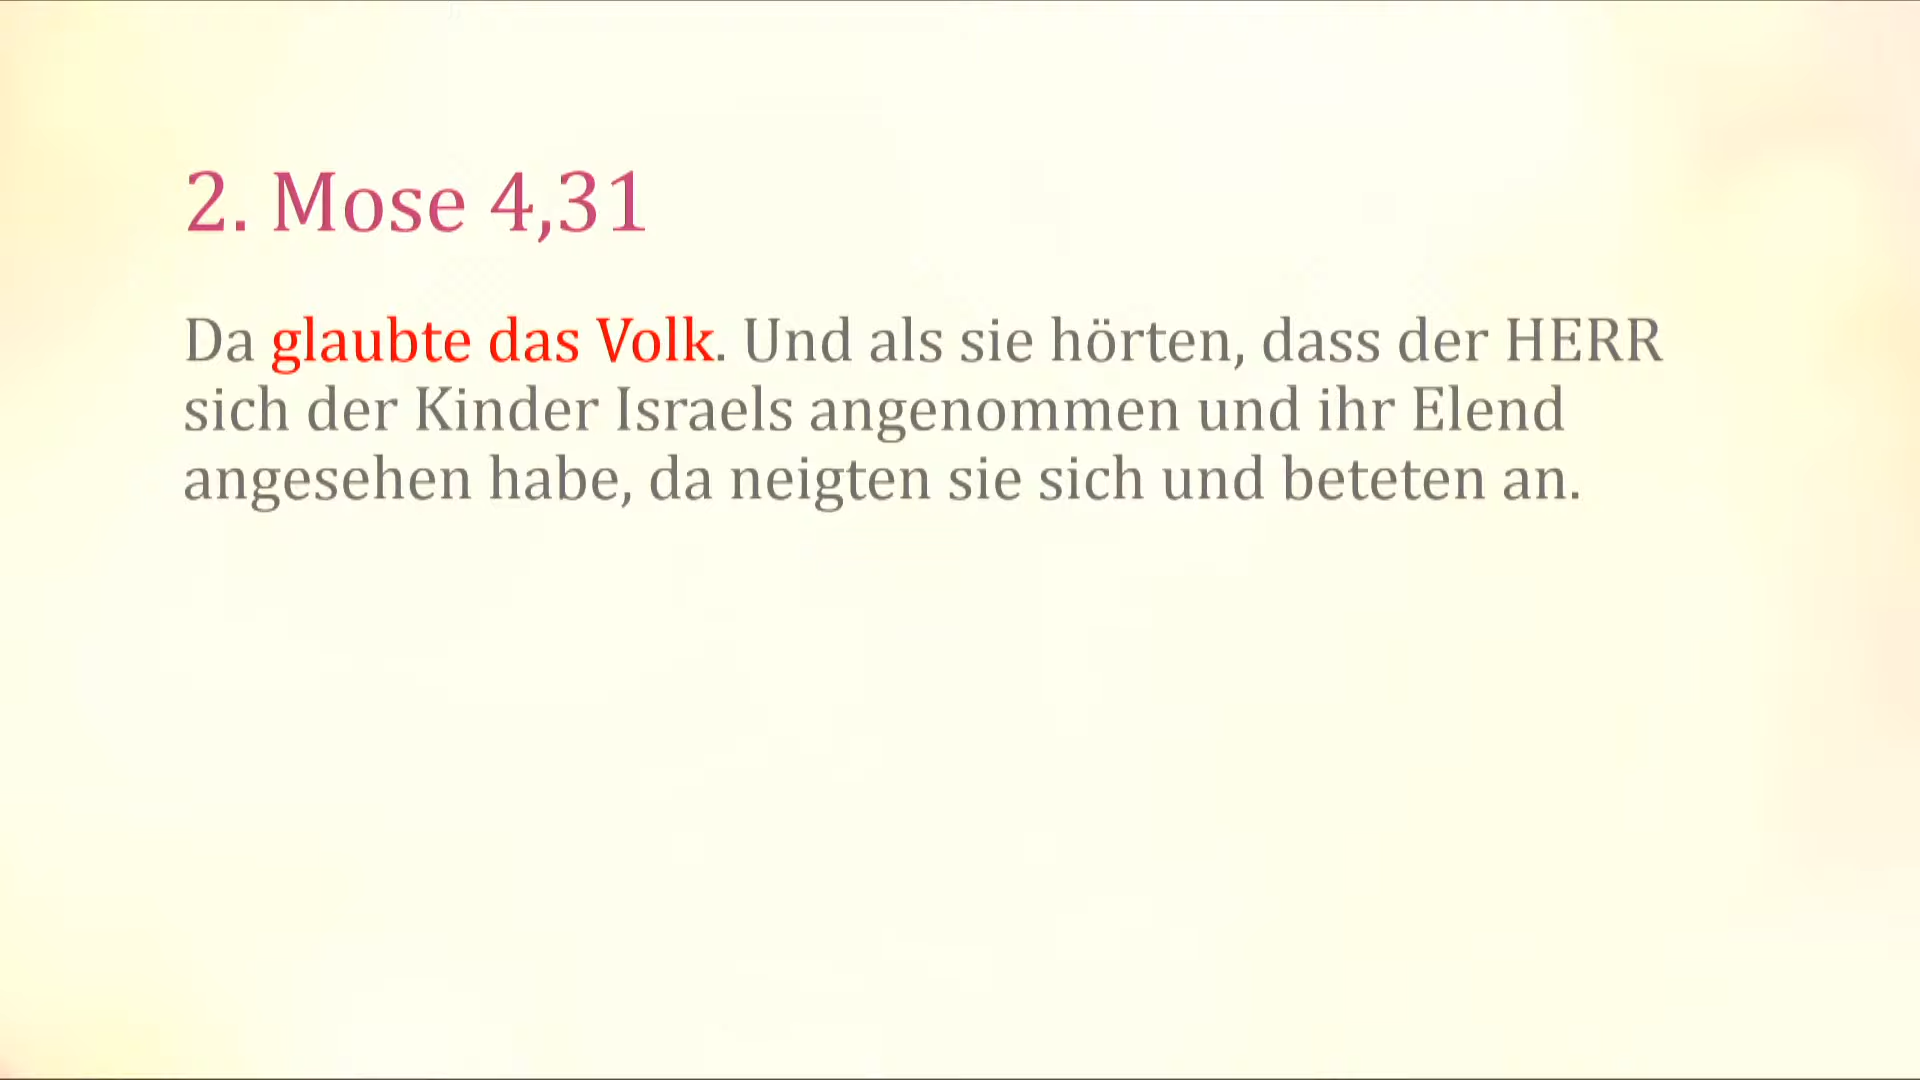 2. Mose 4,31
Da glaubte das Volk. Und als sie hörten, dass der HERR
sich der Kinder Israels angenommen und ihr Elend
angesehen habe, da neigten sie sich und beteten an.